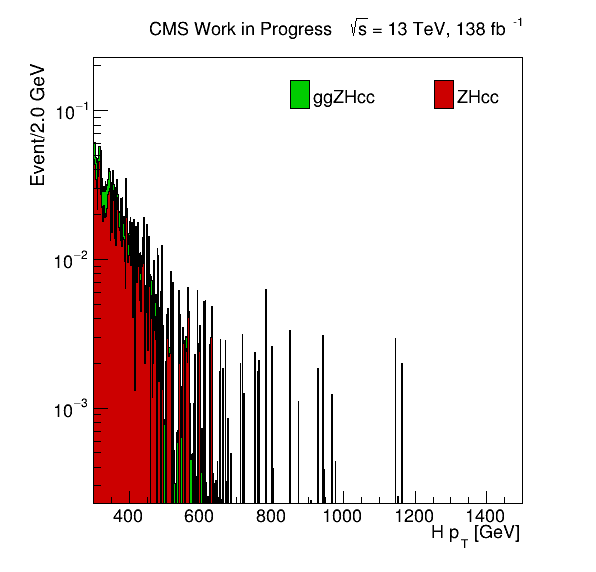 CMS Work in Progress √s = 13 TeV, 138 fb⁻¹
Event/2.0 GeV
10⁻¹
10⁻²
10⁻³
ggZHcc ZHcc
400 600 800 1000 1200 1400
H p_T [GeV]